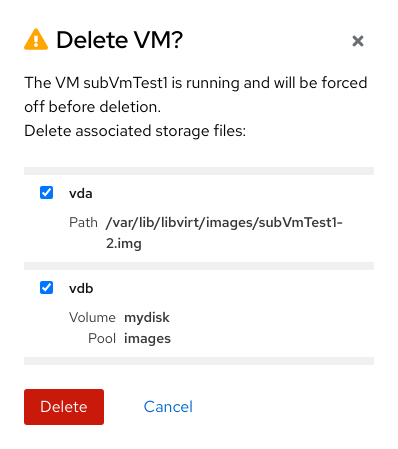 Delete VM?
The VM subVmTest1 is running and will be forced
off before deletion.
Delete associated storage files:
vda
Path /var/lib/libvirt/images/subVmTest1-
2.img
vdb
Volume mydisk
Pool images
Delete Cancel